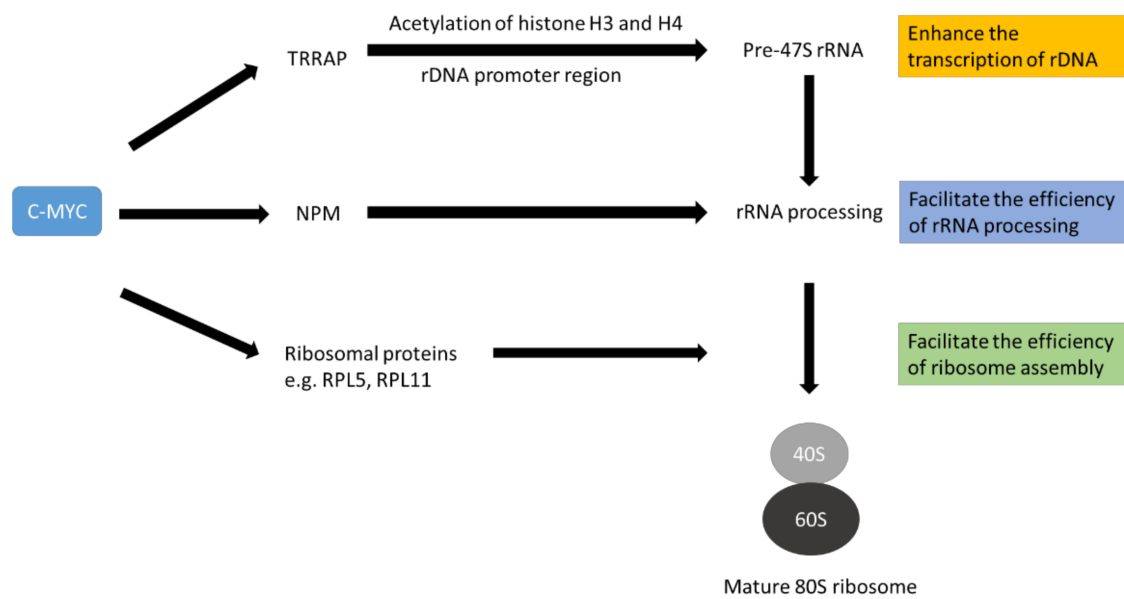 Acetylation of histone H3 and H4
TRRAP
rDNA promoter region
Pre-47S rRNA
Enhance the
transcription of rDNA
C-MYC
NPM
rRNA processing
Facilitate the efficiency
of rRNA processing
Ribosomal proteins
e.g. RPL5, RPL11
Facilitate the efficiency
of ribosome assembly
40S
60S
Mature 80S ribosome